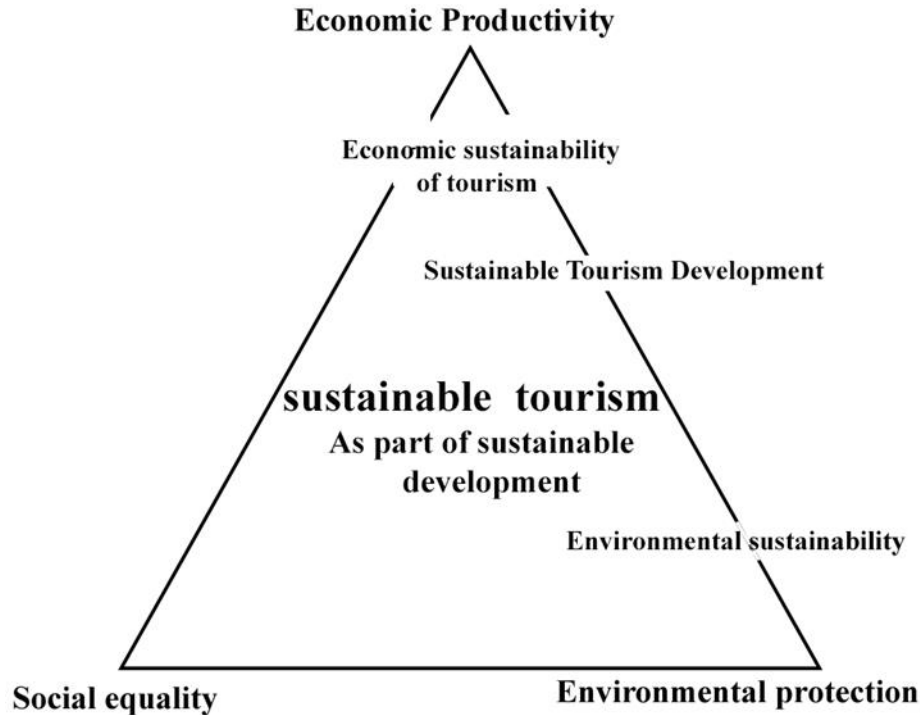 Economic Productivity
Economic sustainability
of tourism
Sustainable Tourism Development
sustainable tourism
As part of sustainable
development
Environmental sustainability
Social equality
Environmental protection